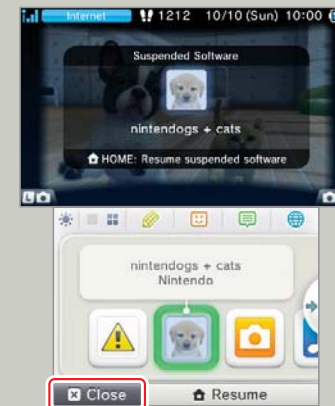 Internet 1212 10/10 (Sun) 10:00
Suspended Software
nintendogs + cats
HOME: Resume suspended software
L
nintendogs + cats
Nintendo
Close
Resume